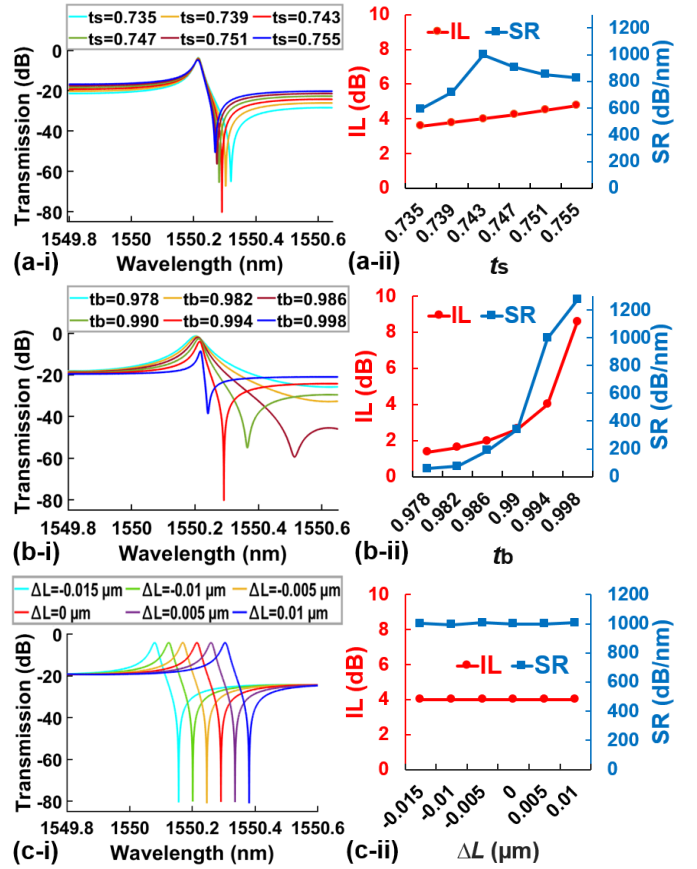 ts=0.735 ts=0.739 ts=0.743
ts=0.747 ts=0.751 ts=0.755
Transmission (dB)
0
-20
-40
-60
-80
1549.8 1550 1550.2 1550.4 1550.6
Wavelength (nm)
(a-i)
IL SR
IL (dB)
10
8
6
4
2
0
SR (dB/nm)
1200
1000
800
600
400
200
0
0.735 0.739 0.743 0.747 0.751 0.755
ts
(a-ii)
tb=0.978 tb=0.982 tb=0.986
tb=0.990 tb=0.994 tb=0.998
Transmission (dB)
0
-20
-40
-60
-80
1549.8 1550 1550.2 1550.4 1550.6
Wavelength (nm)
(b-i)
IL SR
IL (dB)
10
8
6
4
2
0
SR (dB/nm)
1200
1000
800
600
400
200
0
0.978 0.982 0.986 0.99 0.994 0.998
tb
(b-ii)
ΔL=-0.015 μm ΔL=-0.01 μm ΔL=-0.005 μm
ΔL=0 μm ΔL=0.005 μm ΔL=0.01 μm
Transmission (dB)
0
-20
-40
-60
-80
1549.8 1550 1550.2 1550.4 1550.6
Wavelength (nm)
(c-i)
IL SR
IL (dB)
10
8
6
4
2
0
SR (dB/nm)
1200
1000
800
600
400
200
0
-0.015 -0.01 -0.005 0 0.005 0.01
ΔL (μm)
(c-ii)